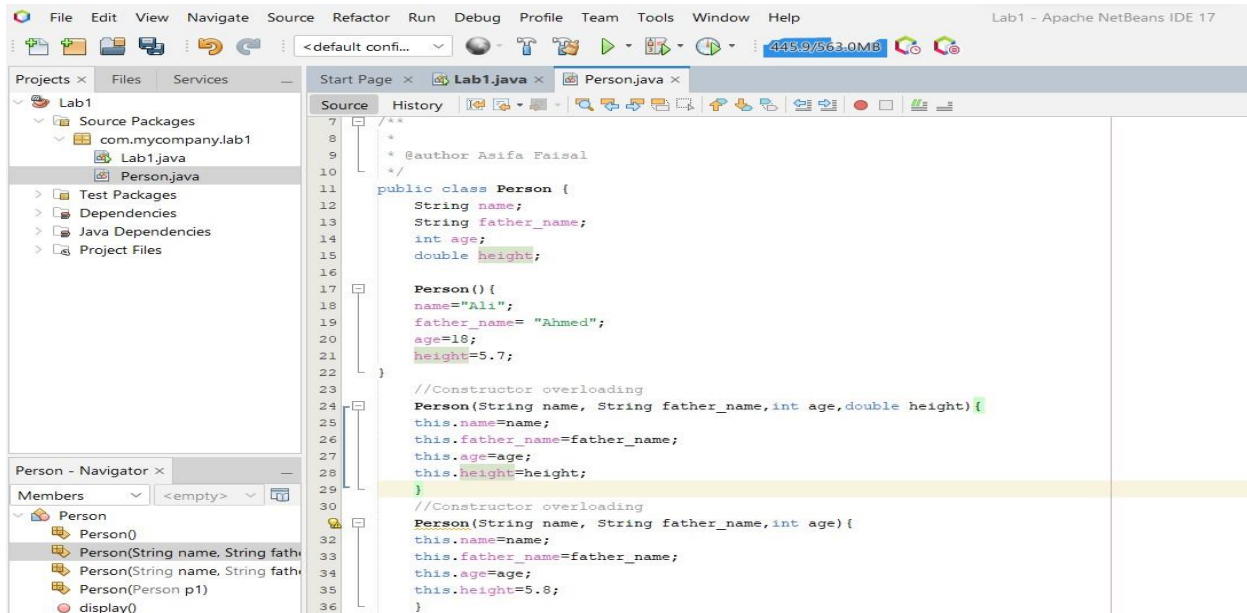 File Edit View Navigate Source Refactor Run Debug Profile Team Tools Window Help
Lab1 - Apache NetBeans IDE 17
<default confi...
445.9/563.0MB
Projects × Files Services
Lab1
Source Packages
com.mycompany.lab1
Lab1.java
Person.java
Test Packages
Dependencies
Java Dependencies
Project Files
Person - Navigator ×
Members <empty>
Person
Person()
Person(String name, String fath
Person(String name, String fath
Person(Person p1)
display()
Start Page × Lab1.java × Person.java ×
Source History
7 /**
8 *
9 * @author Asifa Faisal
10 */
11 public class Person {
12 String name;
13 String father_name;
14 int age;
15 double height;
16
17 Person(){
18 name="Ali";
19 father_name= "Ahmed";
20 age=18;
21 height=5.7;
22 }
23 //Constructor overloading
24 Person(String name, String father_name,int age,double height){
25 this.name=name;
26 this.father_name=father_name;
27 this.age=age;
28 this.height=height;
29 }
30 //Constructor overloading
Person(String name, String father_name,int age){
32 this.name=name;
33 this.father_name=father_name;
34 this.age=age;
35 this.height=5.8;
36 }